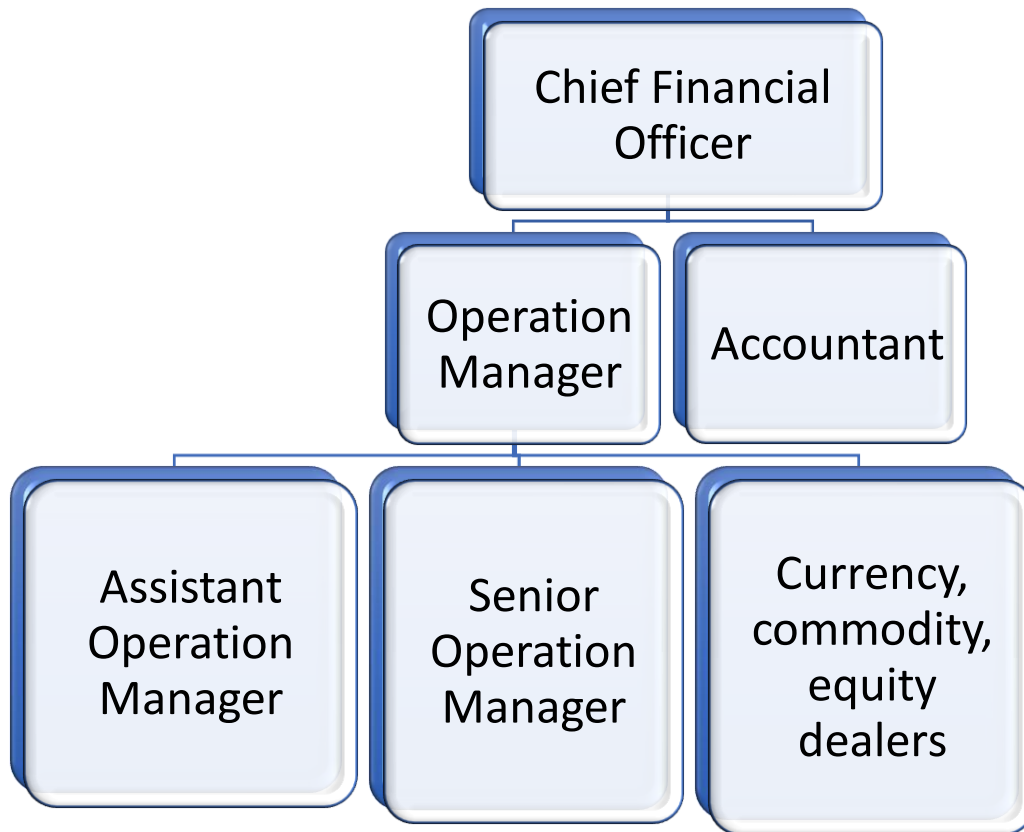 Chief Financial
Officer
Operation
Manager
Accountant
Assistant
Operation
Manager
Senior
Operation
Manager
Currency,
commodity,
equity
dealers